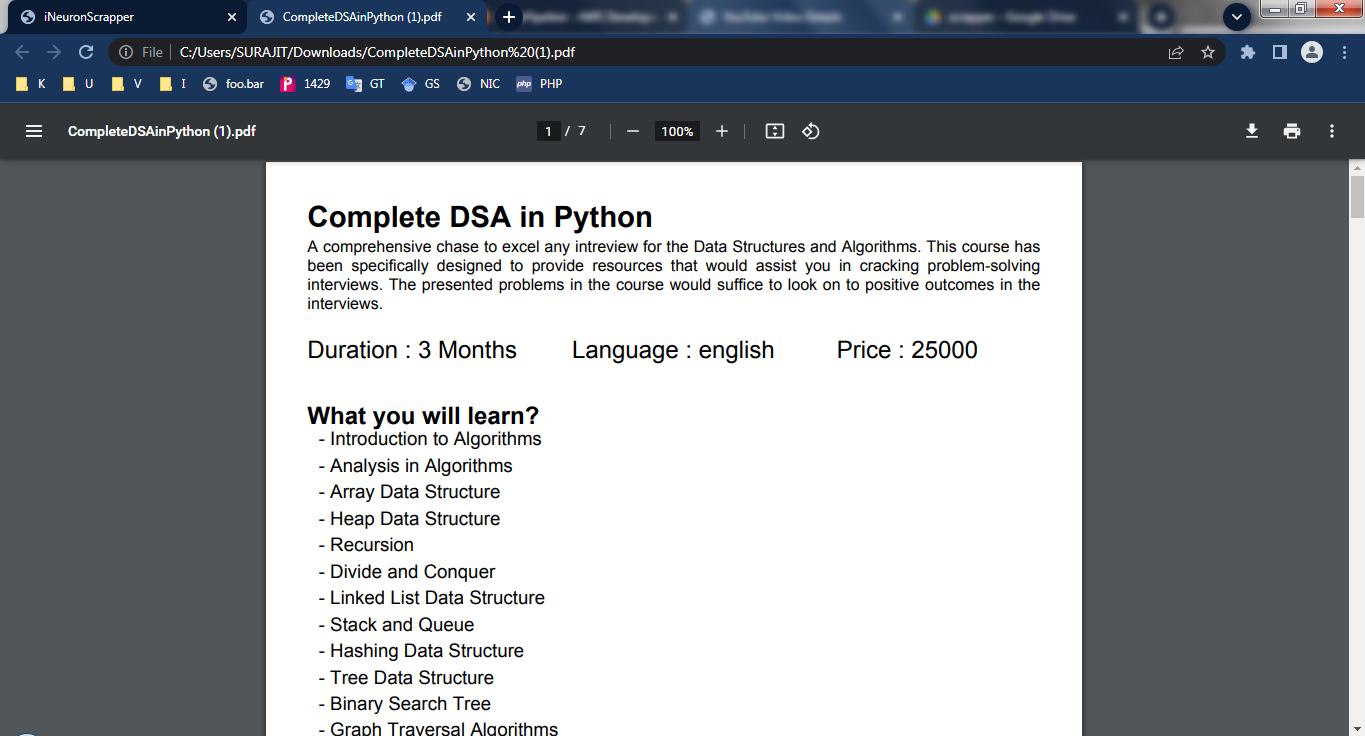 iNeuronScrapper
CompleteDSAinPython (1).pdf
File
C:/Users/SURAJIT/Downloads/CompleteDSAinPython%20(1).pdf
K U V I foo.bar 1429 GT GS NIC php PHP
CompleteDSAinPython (1).pdf 1 / 7 100%
Complete DSA in Python
A comprehensive chase to excel any intreview for the Data Structures and Algorithms. This course has
been specifically designed to provide resources that would assist you in cracking problem-solving
interviews. The presented problems in the course would suffice to look on to positive outcomes in the
interviews.
Duration : 3 Months Language : english Price : 25000
What you will learn?
- Introduction to Algorithms
- Analysis in Algorithms
- Array Data Structure
- Heap Data Structure
- Recursion
- Divide and Conquer
- Linked List Data Structure
- Stack and Queue
- Hashing Data Structure
- Tree Data Structure
- Binary Search Tree
- Graph Traversal Algorithms